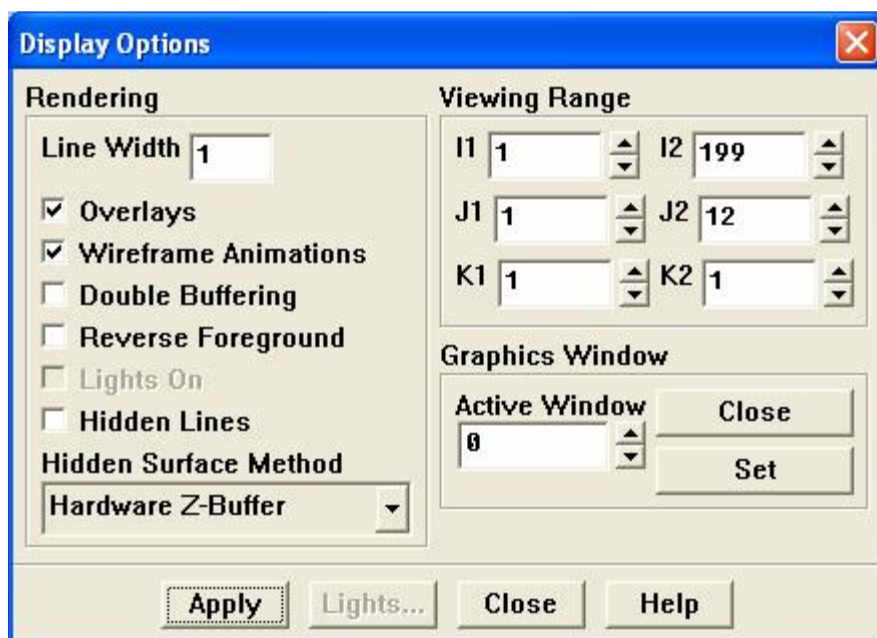 Display Options
Rendering
Line Width 1
Overlays
Wireframe Animations
Double Buffering
Reverse Foreground
Lights On
Hidden Lines
Hidden Surface Method
Hardware Z-Buffer
Viewing Range
I1 1 I2 199
J1 1 J2 12
K1 1 K2 1
Graphics Window
Active Window
0
Close
Set
Apply Lights... Close Help